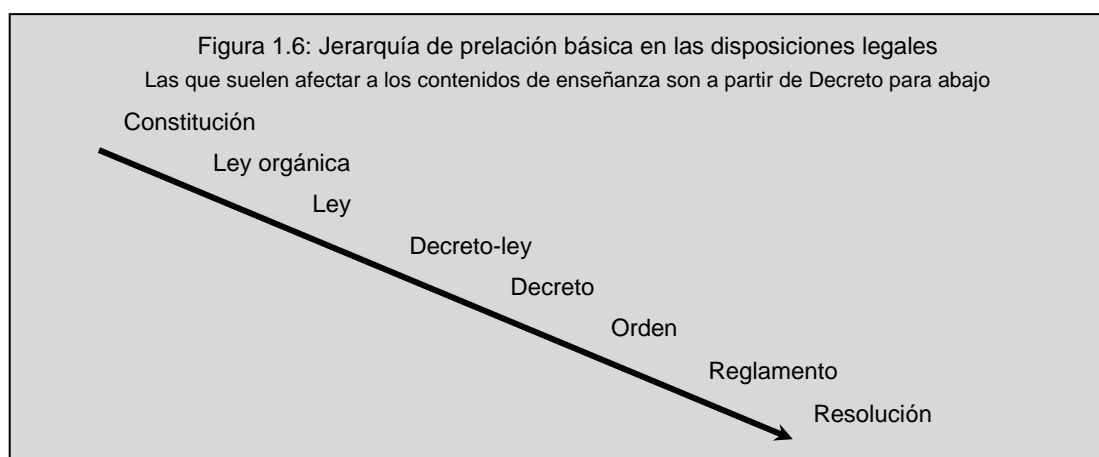 Figura 1.6: Jerarquía de prelación básica en las disposiciones legales
Las que suelen afectar a los contenidos de enseñanza son a partir de Decreto para abajo
Constitución
Ley orgánica
Ley
Decreto-ley
Decreto
Orden
Reglamento
Resolución